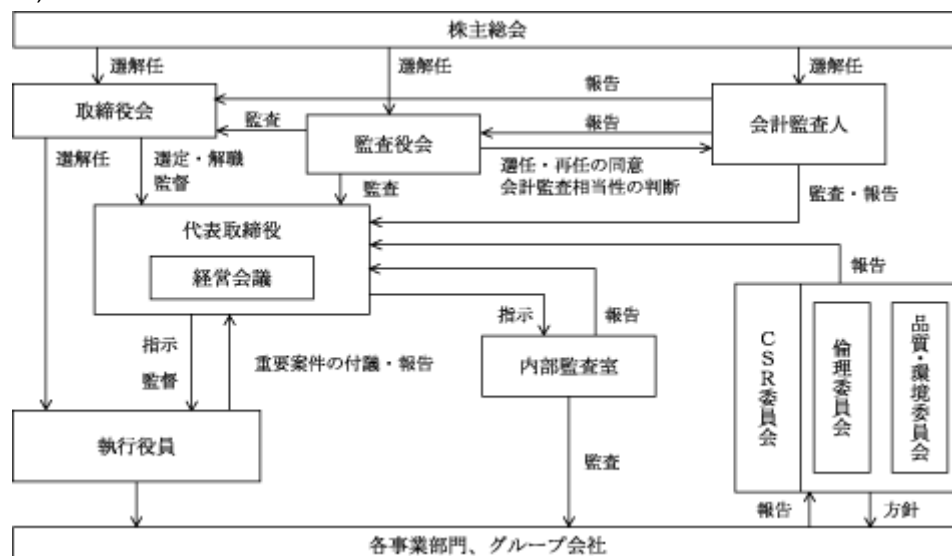 株主総会
選解任
選解任
選解任
報告
取締役会
監査
報告
会計監査人
監査役会
選解任
選定・解職
監督
監査
選任・再任の同意
会計監査相当性の判断
監査・報告
代表取締役
経営会議
報告
指示
報告
指示
監督
重要案件の付議・報告
内部監査室
CSR委員会
倫理委員会
品質・環境委員会
執行役員
監査
報告
方針
各事業部門、グループ会社